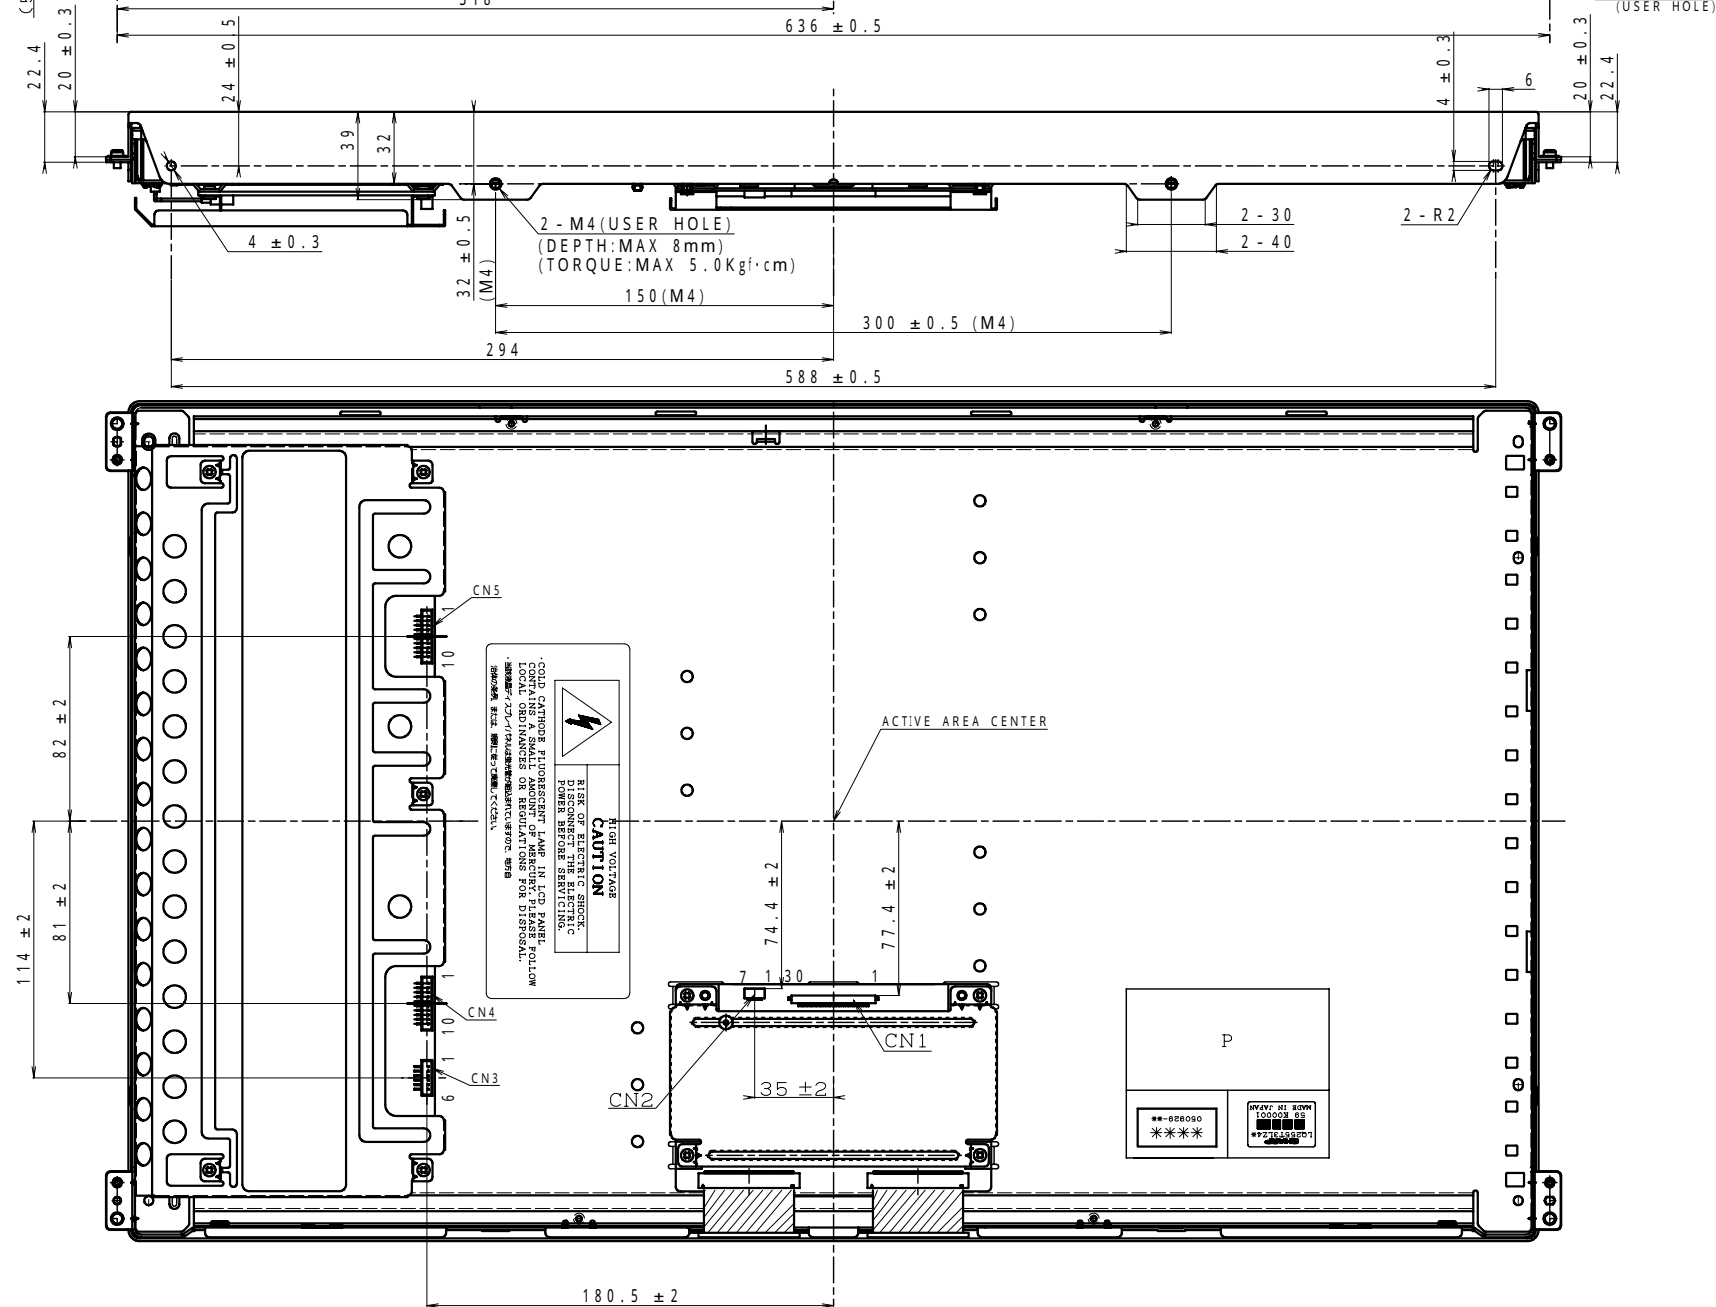 (USER HOLE)
636 ±0.5
22.4
20 ±0.3
24 ±0.5
39
32
4 ±0.3
6
20 ±0.3
22.4
4 ±0.3
32 ±0.5
(M4)
2-M4(USER HOLE)
(DEPTH:MAX 8mm)
(TORQUE:MAX 5.0Kgf·cm)
2-30
2-40
2-R2
150(M4)
300 ±0.5 (M4)
294
588 ±0.5
CN5
1
10
82 ±2
ACTIVE AREA CENTER
HIGH VOLTAGE
CAUTION
RISK OF ELECTRIC SHOCK.
DISCONNECT THE ELECTRIC
POWER BEFORE SERVICING.
·COLD CATHODE FLUORESCENT LAMP IN LCD PANEL
CONTAINS A SMALL AMOUNT OF MERCURY. PLEASE FOLLOW
LOCAL ORDINANCES OR REGULATIONS FOR DISPOSAL.
81 ±2
114 ±2
74.4 ±2
77.4 ±2
7
1
30
1
1
CN4
10
1
CN3
6
CN1
CN2
35 ±2
P
050929-**
****
MADE IN JAPAN
180.5 ±2